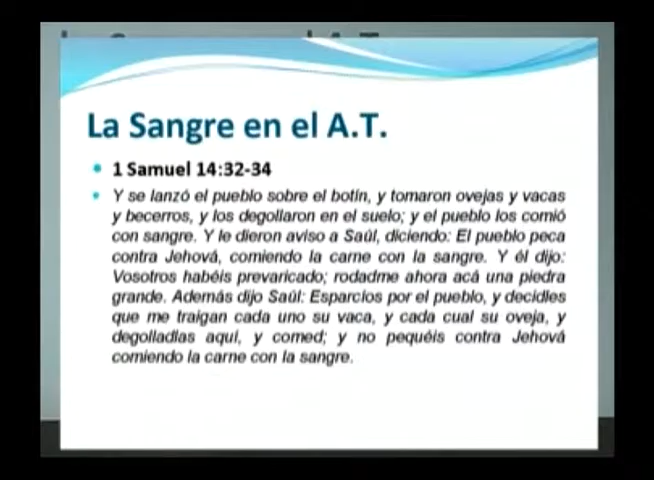 La Sangre en el A.T.
1 Samuel 14:32-34
Y se lanzó el pueblo sobre el botín, y tomaron ovejas y vacas
y becerros, y los degollaron en el suelo; y el pueblo los comió
con sangre. Y le dieron aviso a Saúl, diciendo: El pueblo peca
contra Jehová, comiendo la carne con la sangre. Y él dijo:
Vosotros habéis prevaricado; rodadme ahora acá una piedra
grande. Además dijo Saúl: Esparcíos por el pueblo, y decidles
que me traigan cada uno su vaca, y cada cual su oveja, y
degolladlas aquí, y comed; y no pequéis contra Jehová
comiendo la carne con la sangre.